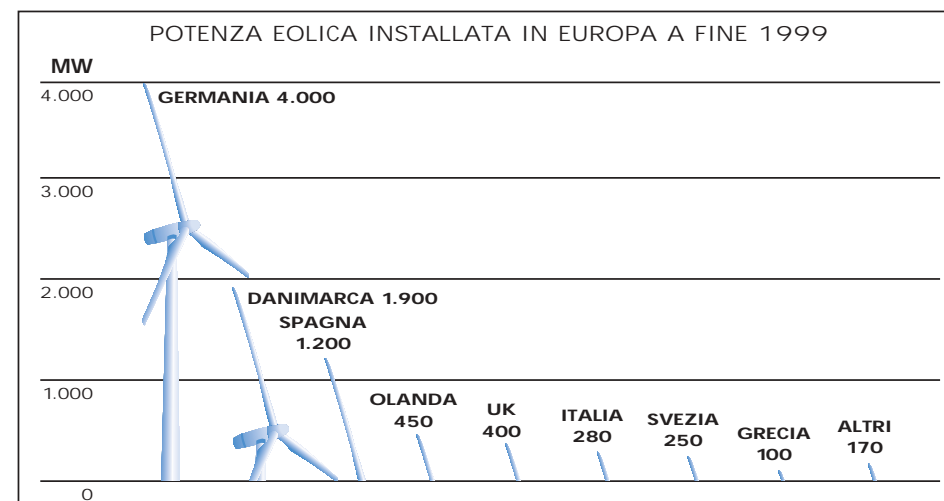 POTENZA EOLICA INSTALLATA IN EUROPA A FINE 1999
MW
4.000
GERMANIA 4.000
3.000
2.000
DANIMARCA 1.900
SPAGNA
1.200
1.000
OLANDA
450
UK
400
ITALIA
280
SVEZIA
250
GRECIA
100
ALTRI
170
0